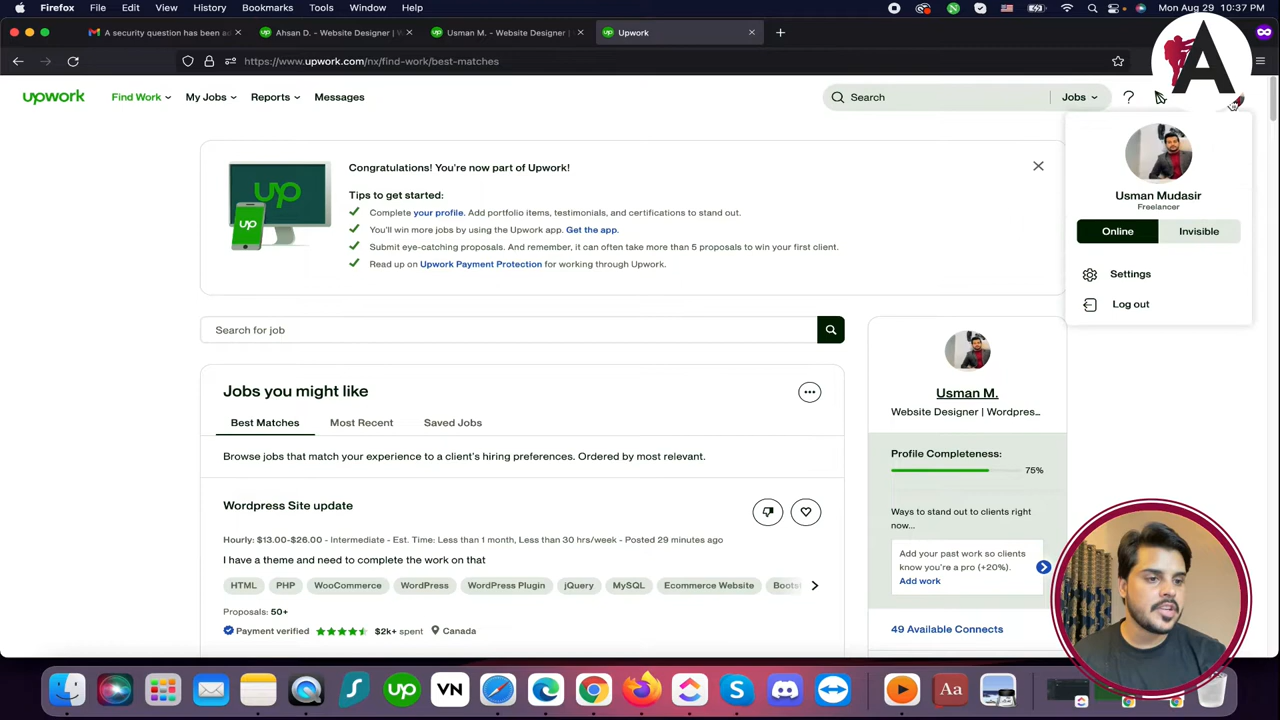 File Edit View History Bookmarks Tools Window Help
Mon Aug 29 10:37 PM
A security question has been a
Ahsan D. - Website Designer | W
Usman M. - Website Designer |
Upwork
https://www.upwork.com/nx/find-work/best-matches
upwork
Find Work
My Jobs
Reports
Messages
Search
Jobs
A
Congratulations! You're now part of Upwork!
Tips to get started:
Complete your profile. Add portfolio items, testimonials, and certifications to stand out.
You'll win more jobs by using the Upwork app. Get the app.
Submit eye-catching proposals. And remember, it can often take more than 5 proposals to win your first client.
Read up on Upwork Payment Protection for working through Upwork.
up
up
Usman Mudasir
Freelancer
Online
Invisible
Settings
Log out
Search for job
Jobs you might like
Best Matches
Most Recent
Saved Jobs
Browse jobs that match your experience to a client's hiring preferences. Ordered by most relevant.
Wordpress Site update
Hourly: $13.00-$26.00 - Intermediate - Est. Time: Less than 1 month, Less than 30 hrs/week - Posted 29 minutes ago
I have a theme and need to complete the work on that
HTML PHP WooCommerce WordPress WordPress Plugin jQuery MySQL Ecommerce Website Boots
Proposals: 50+
Payment verified
$2k+ spent
Canada
Usman M.
Website Designer | Wordpres...
Profile Completeness:
75%
Ways to stand out to clients right
now...
Add your past work so clients
know you're a pro (+20%).
Add work
49 Available Connects
up
VN
Aa